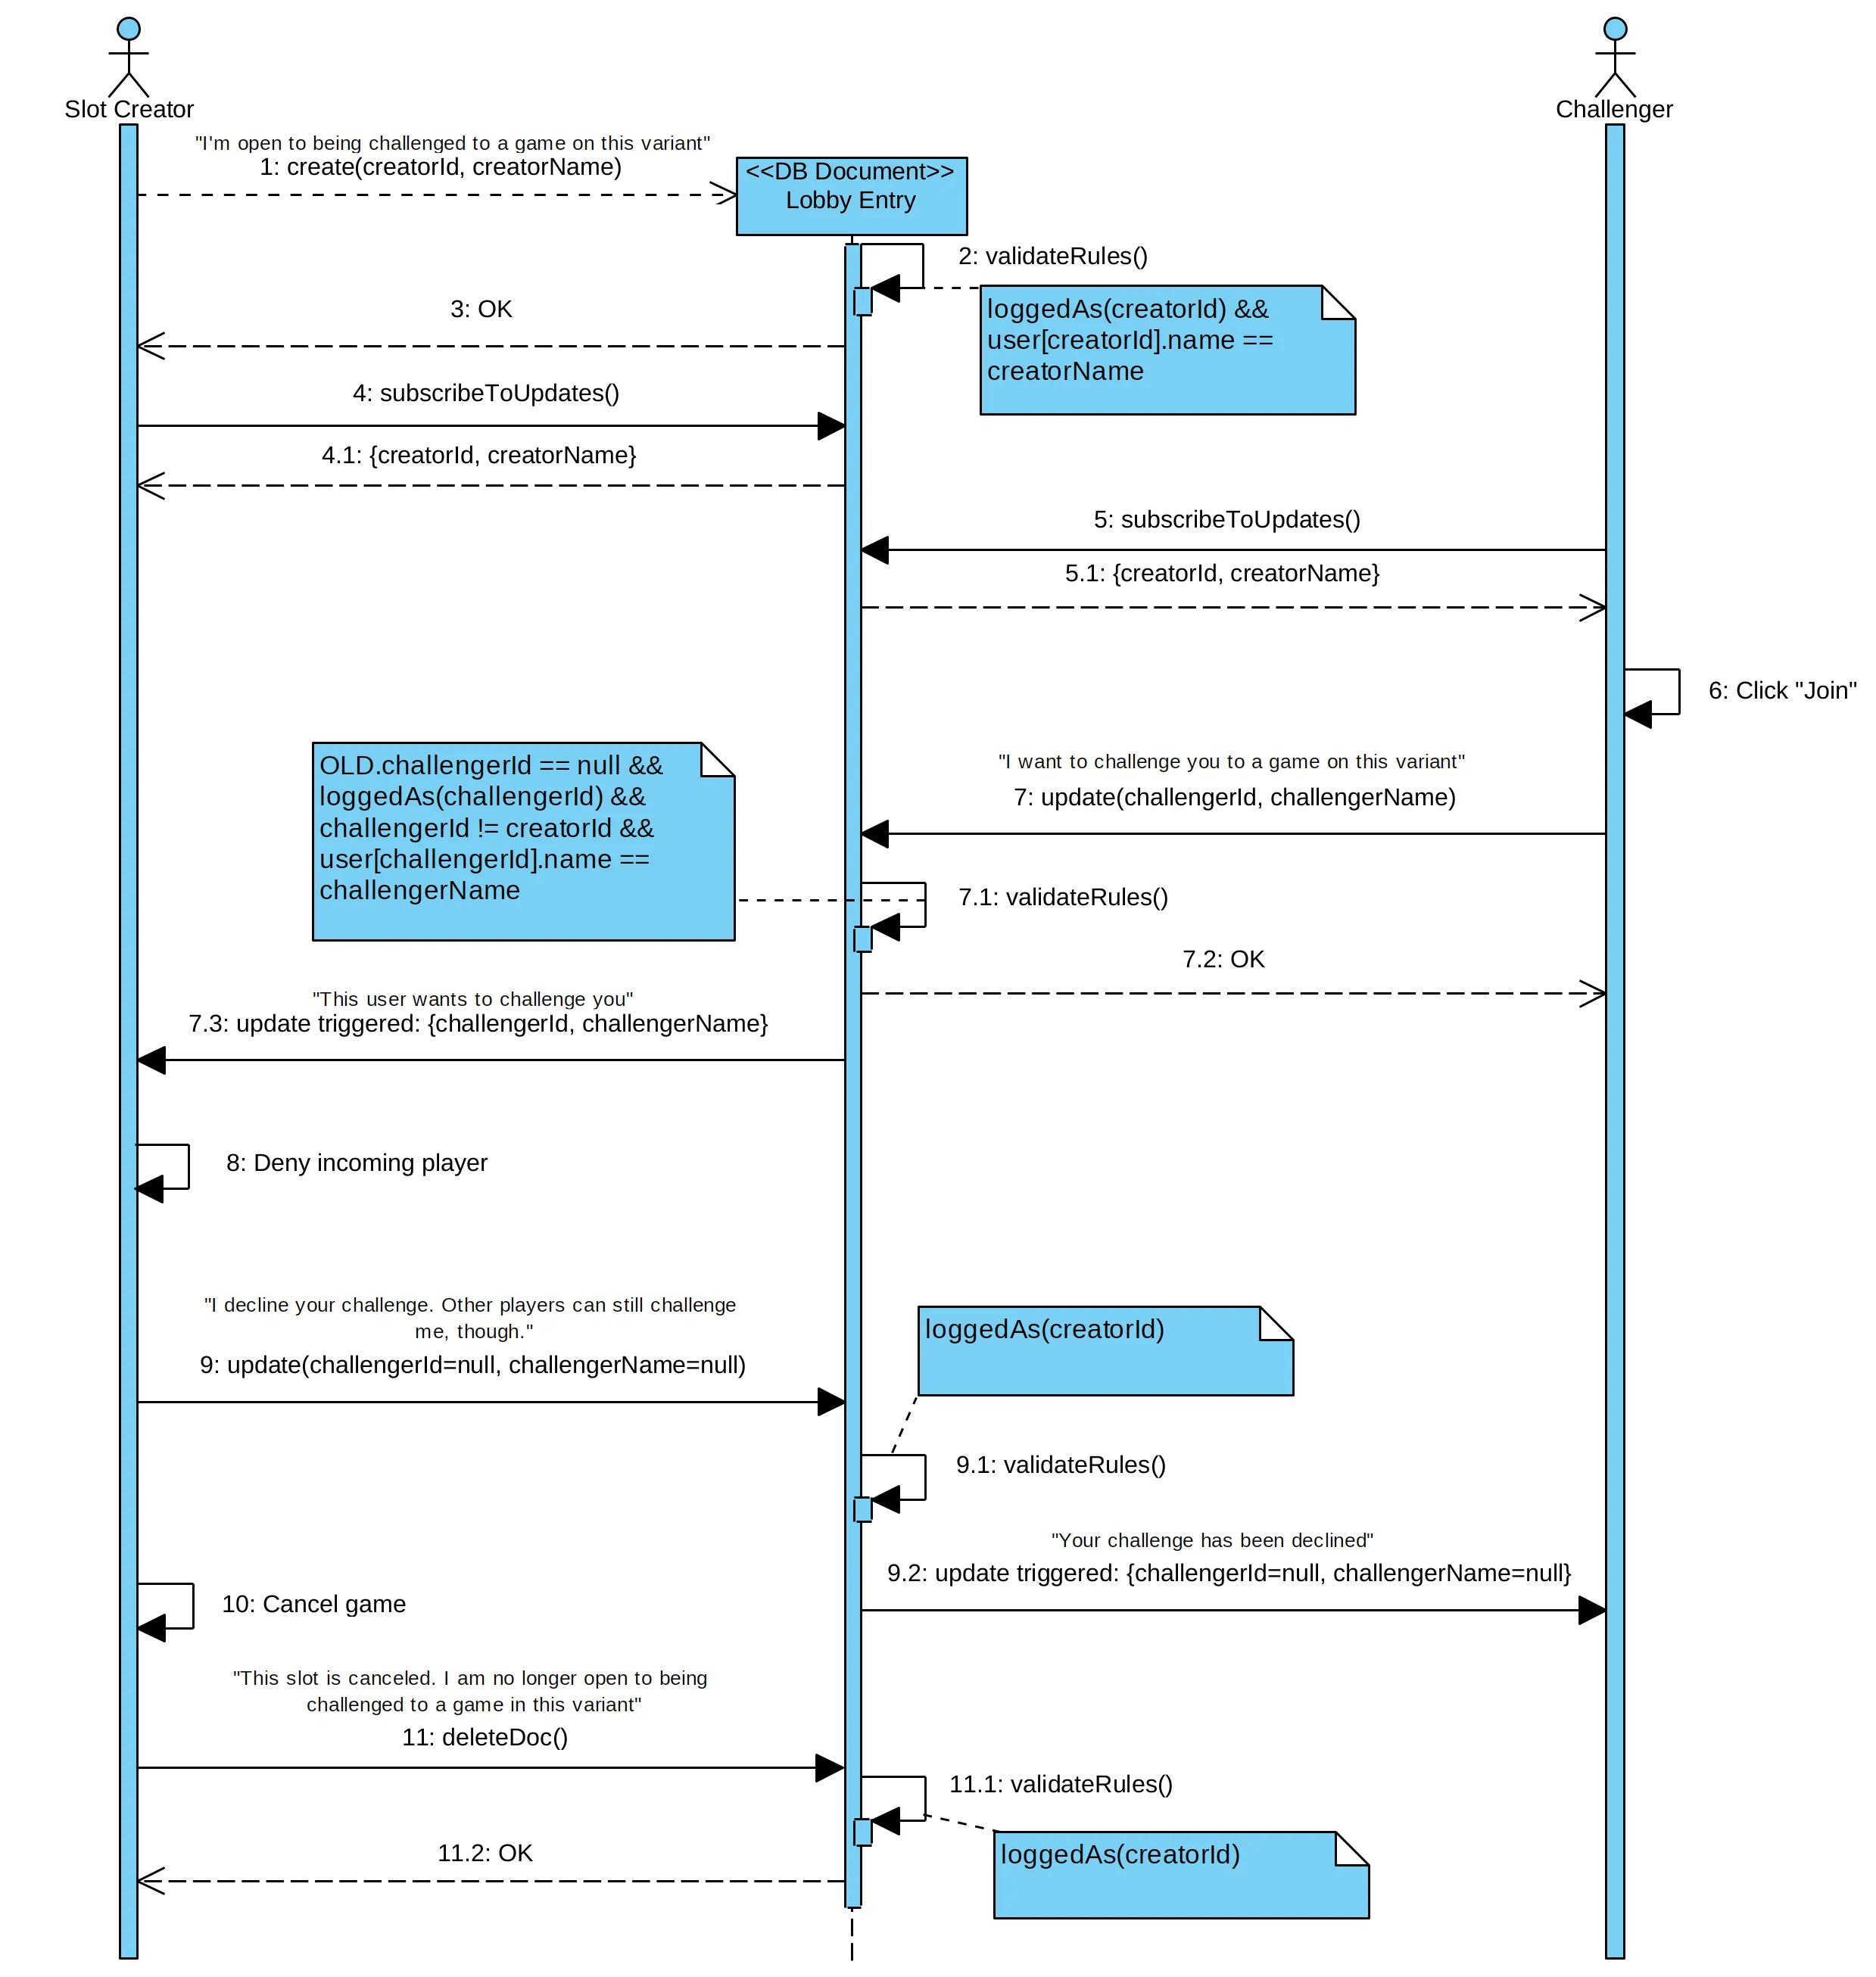 Slot Creator
Challenger
"I'm open to being challenged to a game on this variant"
1: create(creatorId, creatorName)
<<DB Document>>
Lobby Entry
2: validateRules()
loggedAs(creatorId) &&
user[creatorId].name ==
creatorName
3: OK
4: subscribeToUpdates()
4.1: {creatorId, creatorName}
5: subscribeToUpdates()
5.1: {creatorId, creatorName}
6: Click "Join"
"I want to challenge you to a game on this variant"
7: update(challengerId, challengerName)
OLD.challengerId == null &&
loggedAs(challengerId) &&
challengerId != creatorId &&
user[challengerId].name ==
challengerName
7.1: validateRules()
7.2: OK
"This user wants to challenge you"
7.3: update triggered: {challengerId, challengerName}
8: Deny incoming player
"I decline your challenge. Other players can still challenge
me, though."
9: update(challengerId=null, challengerName=null)
loggedAs(creatorId)
9.1: validateRules()
"Your challenge has been declined"
9.2: update triggered: {challengerId=null, challengerName=null}
10: Cancel game
"This slot is canceled. I am no longer open to being
challenged to a game in this variant"
11: deleteDoc()
11.1: validateRules()
loggedAs(creatorId)
11.2: OK